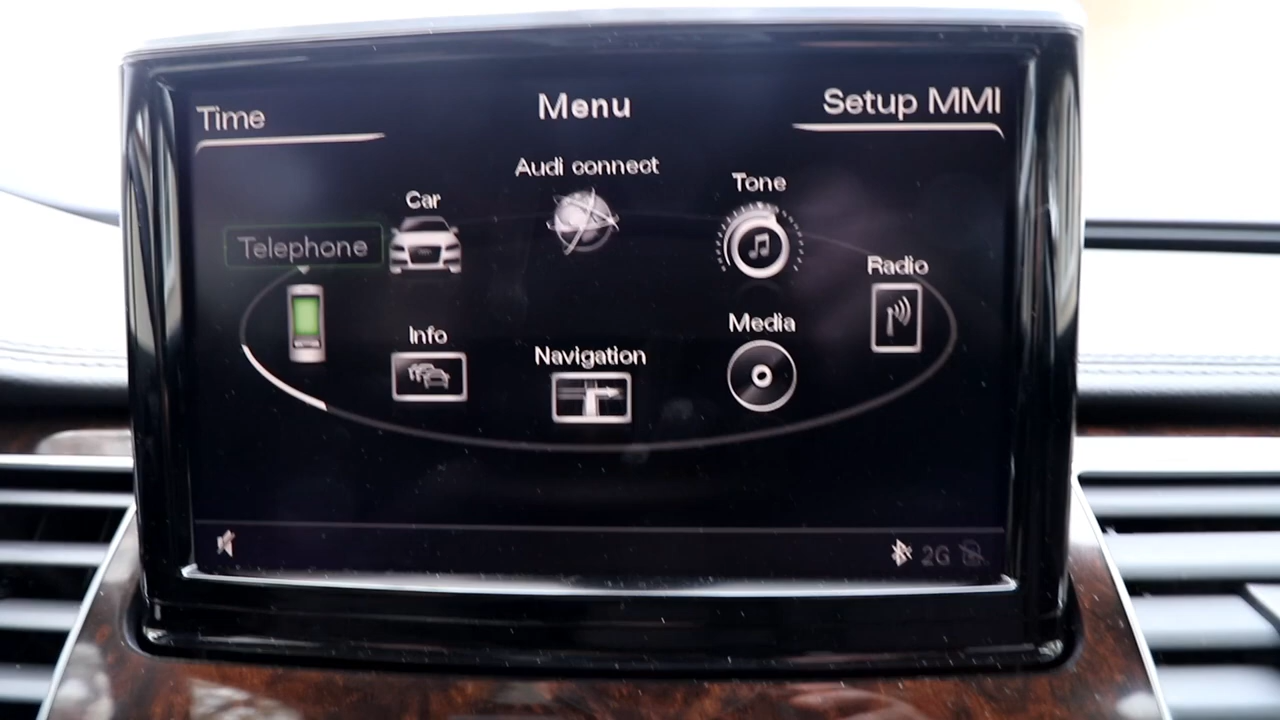 Time
Menu
Setup MMI
Audi connect
Car
Tone
Telephone
Radio
Info
Media
Navigation
2G